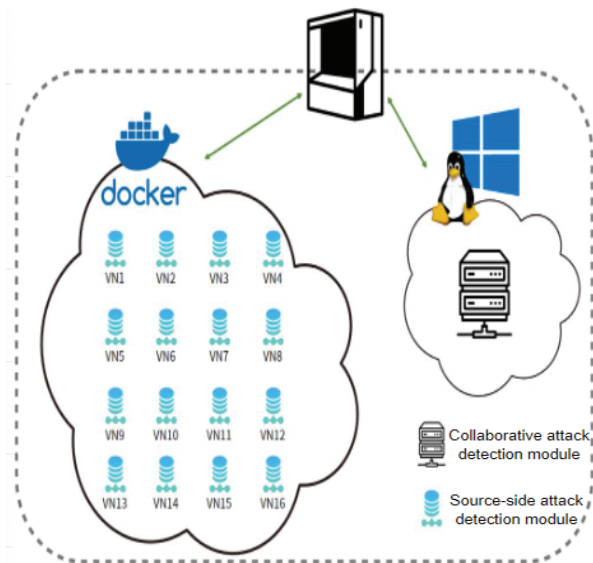 docker
VN1 VN2 VN3 VN4
VN5 VN6 VN7 VN8
VN9 VN10 VN11 VN12
VN13 VN14 VN15 VN16
Collaborative attack
detection module
Source-side attack
detection module